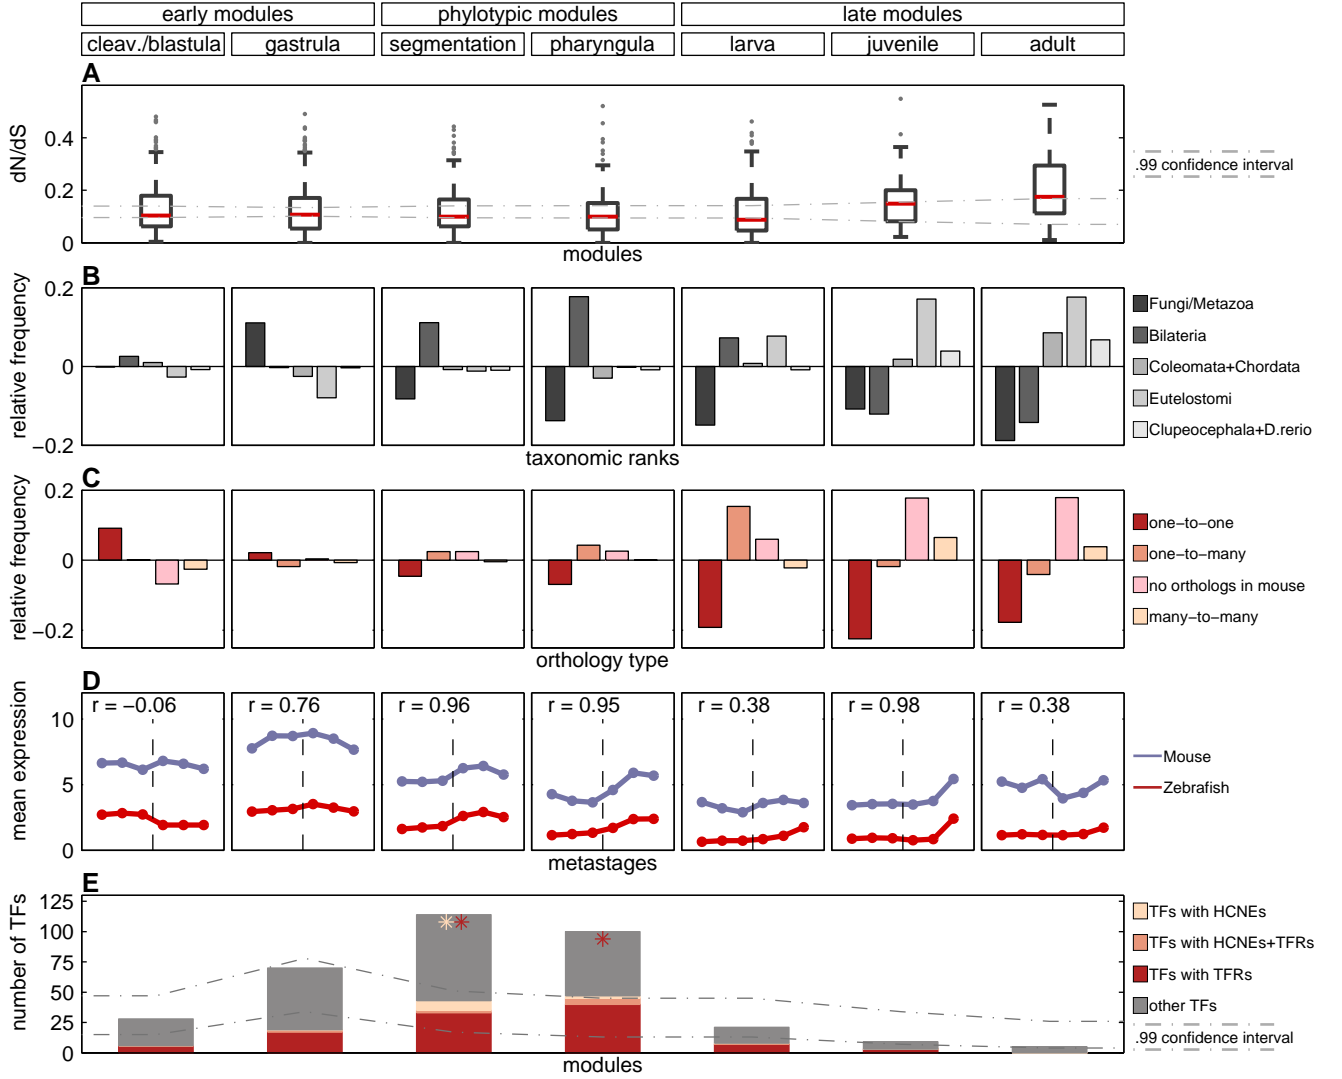 early modules phylotypic modules late modules
cleav./blastula gastrula segmentation pharyngula larva juvenile adult
A
dN/dS
0.4
0.2
0
.99 confidence interval
modules
B
relative frequency
0.2
0
−0.2
Fungi/Metazoa
Bilateria
Coleomata+Chordata
Eutelostomi
Clupeocephala+D.rerio
taxonomic ranks
C
relative frequency
0.2
0
−0.2
one−to−one
one−to−many
no orthologs in mouse
many−to−many
orthology type
D
mean expression
r = −0.06 r = 0.76 r = 0.96 r = 0.95 r = 0.38 r = 0.98 r = 0.38
10
5
0
Mouse
Zebrafish
metastages
E
number of TFs
125
100
75
50
25
0
TFs with HCNEs
TFs with HCNEs+TFRs
TFs with TFRs
other TFs
.99 confidence interval
modules